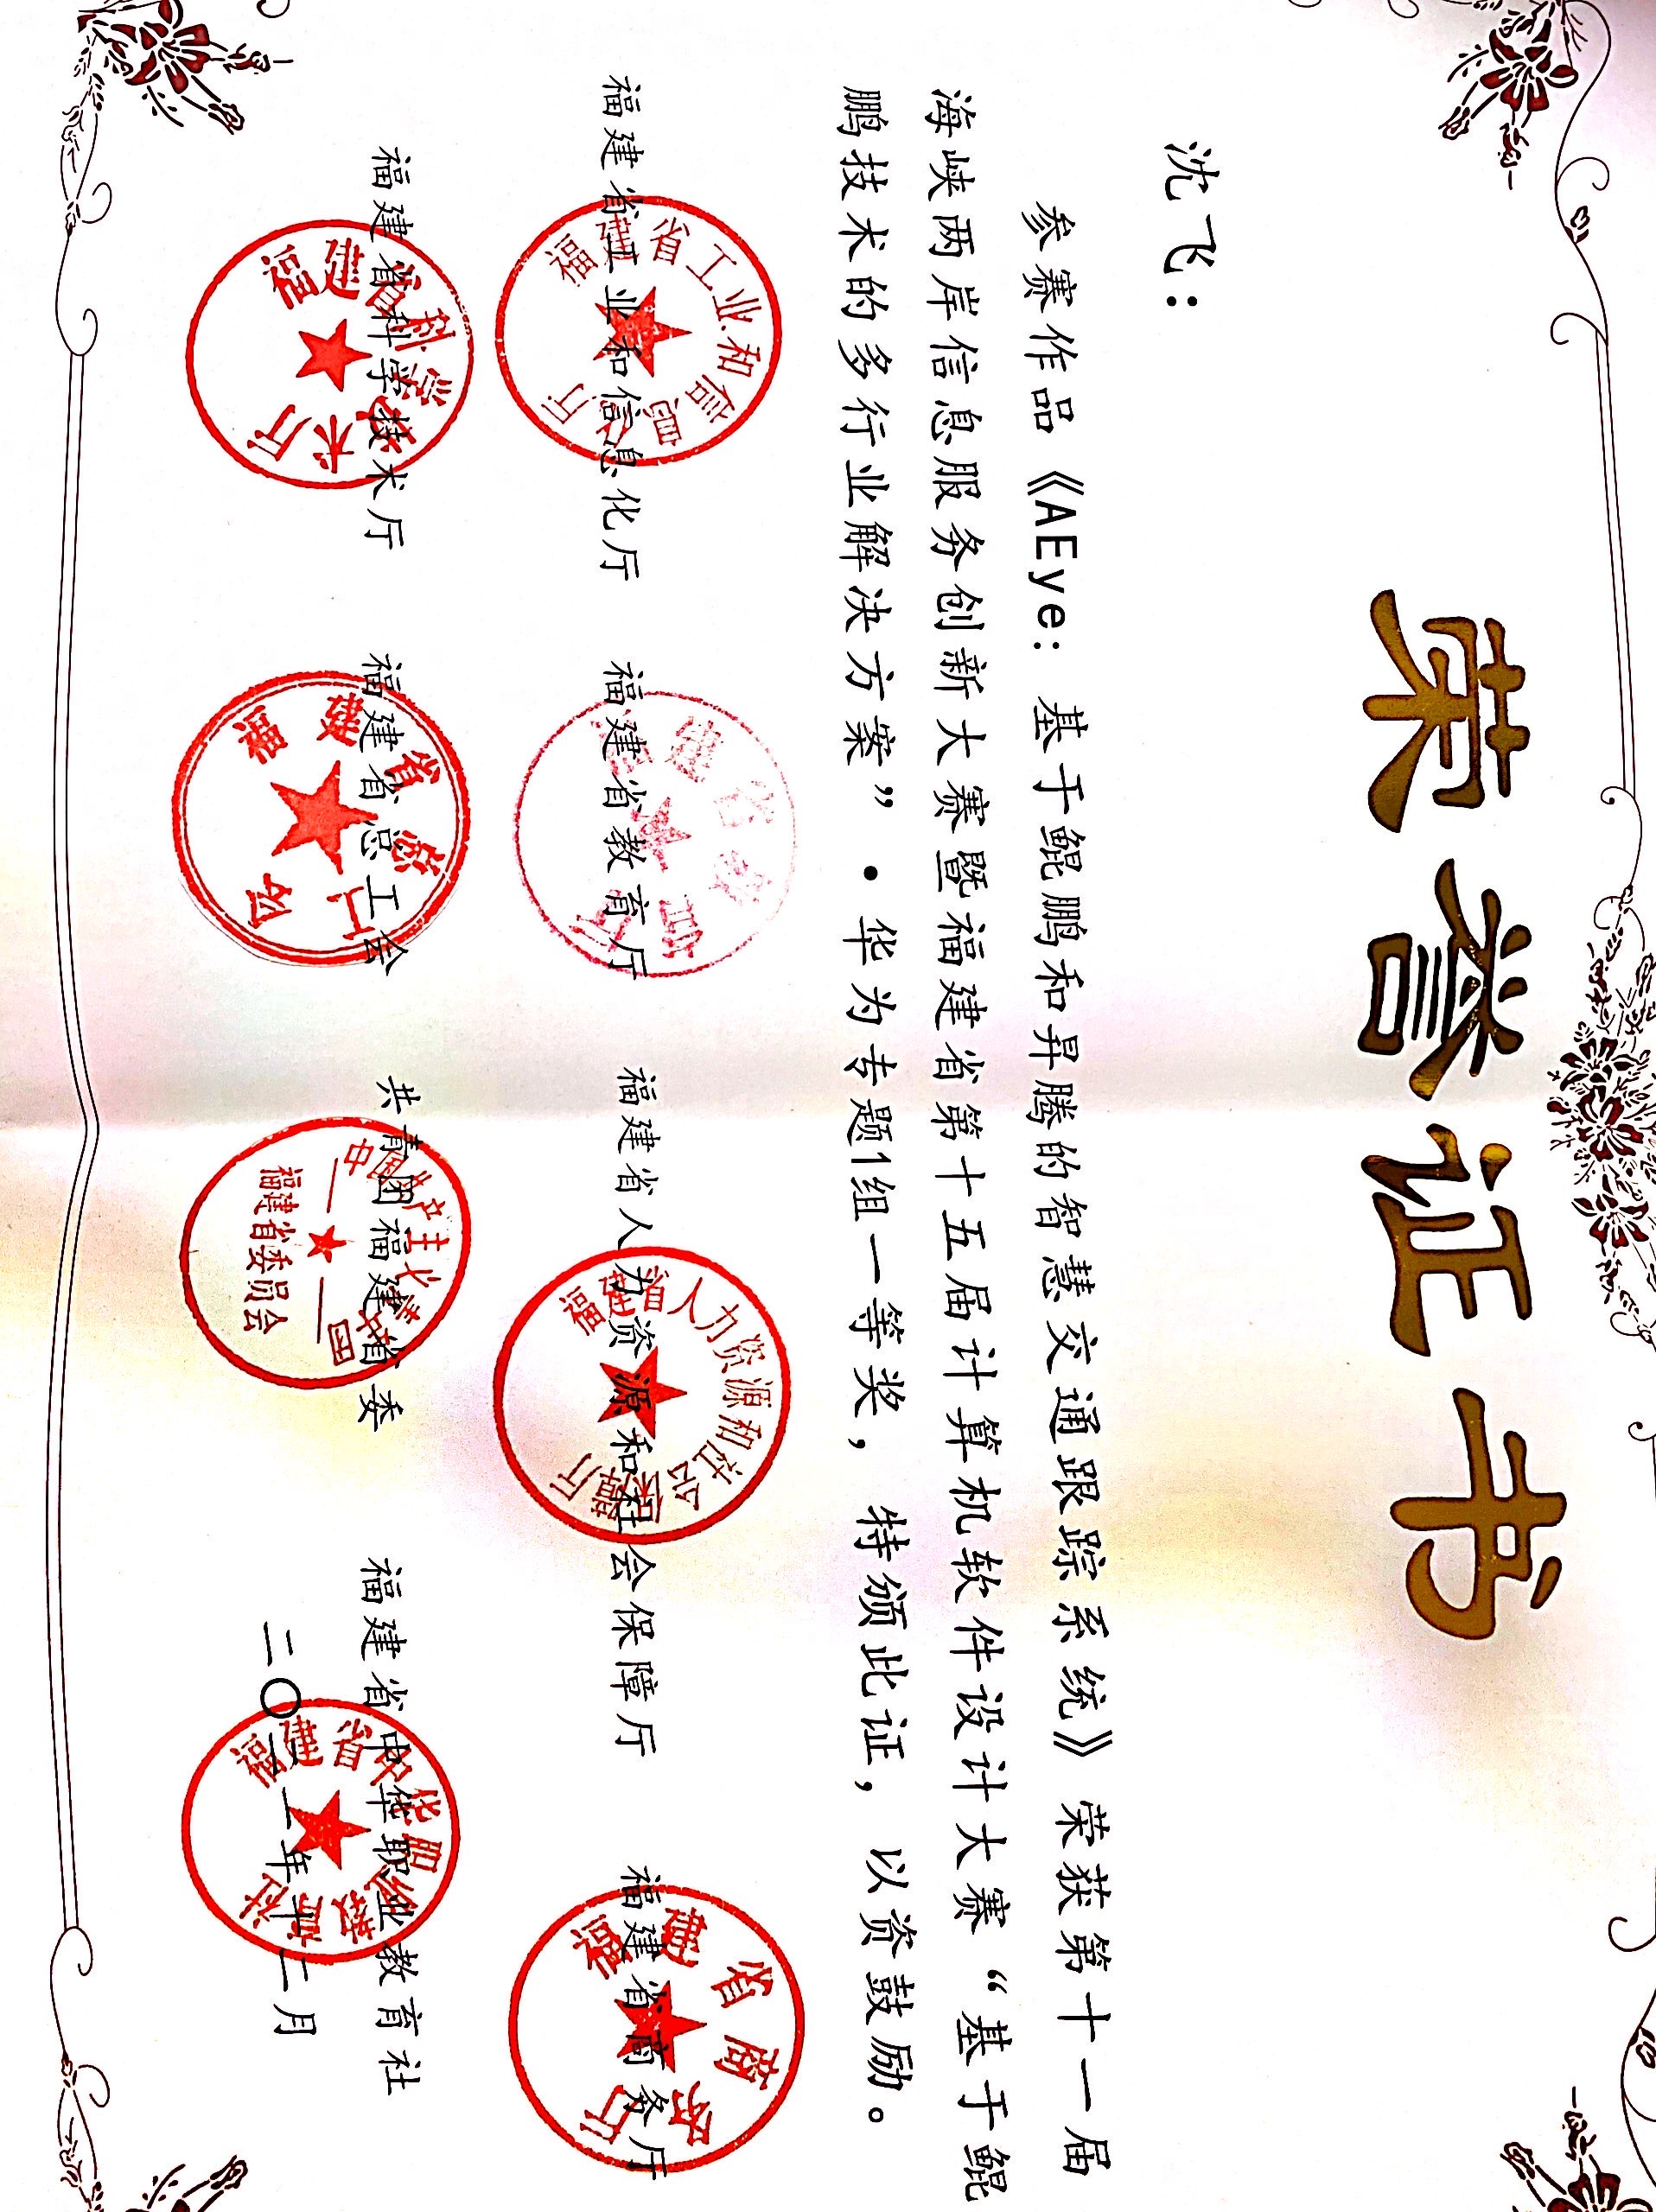 荣誉证书
沈飞：
参赛作品《AEye：基于鲲鹏和昇腾的智慧交通跟踪系统》荣获第十一届
海峡两岸信息服务创新大赛暨福建省第十五届计算机软件设计大赛“基于鲲
鹏技术的多行业解决方案”·华为专题1组一等奖，特颁此证，以资鼓励。
福建省工业和信息化厅
福建省工业和信息化厅
福建省教育厅
福建省教育厅
福建省人力资源和社会保障厅
福建省人力资源和社会保障厅
福建省商务厅
福建省商务厅
福建省科学技术厅
福建省科学技术厅
福建省总工会
福建省总工会
共青团福建省委
中国共产主义青年团
福建省委员会
福建省中华职业教育社
福建省中华职业教育社
二〇二一年十二月